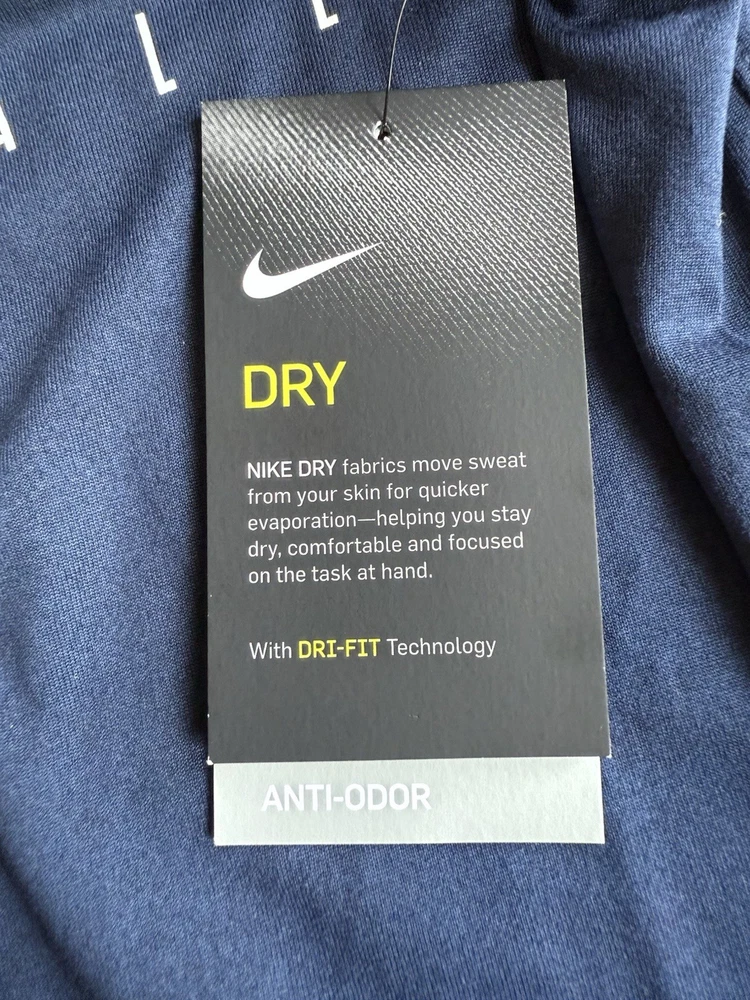 DRY
NIKE DRY fabrics move sweat
from your skin for quicker
evaporation—helping you stay
dry, comfortable and focused
on the task at hand.
With DRI-FIT Technology
ANTI-ODOR